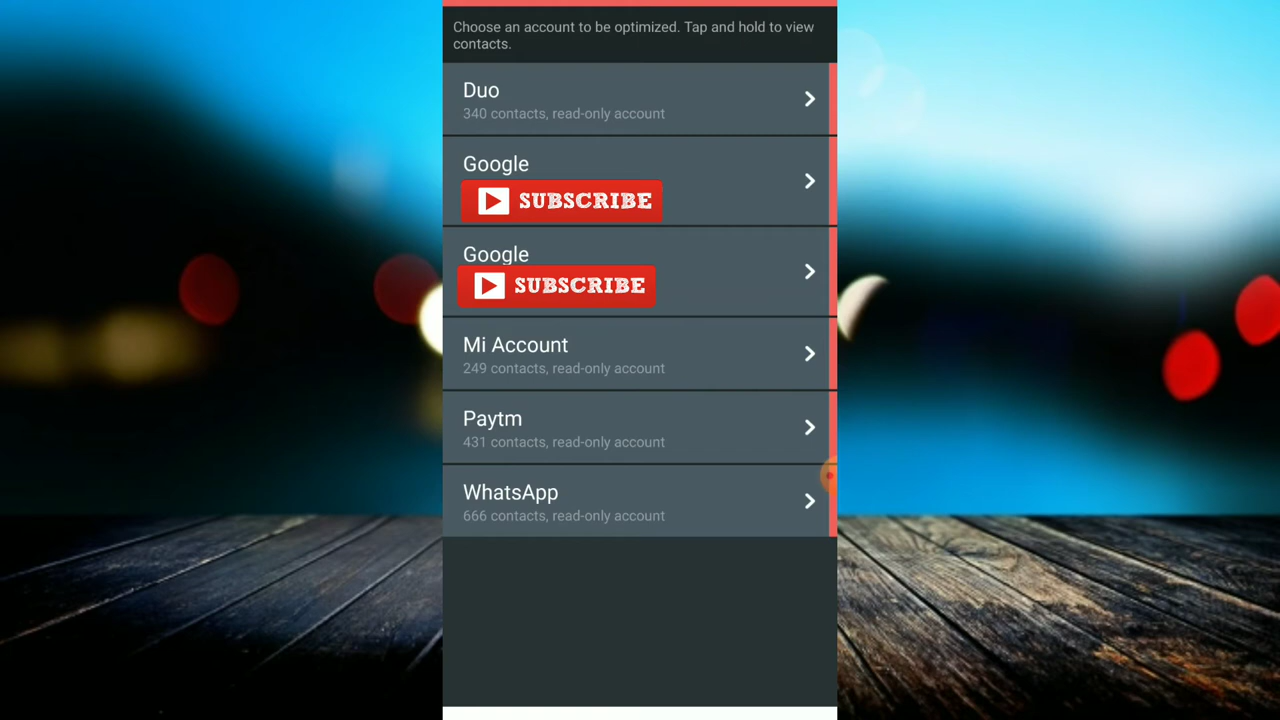 Choose an account to be optimized. Tap and hold to view
contacts.
Duo
340 contacts, read-only account
Google
SUBSCRIBE
Google
SUBSCRIBE
Mi Account
249 contacts, read-only account
Paytm
431 contacts, read-only account
WhatsApp
666 contacts, read-only account